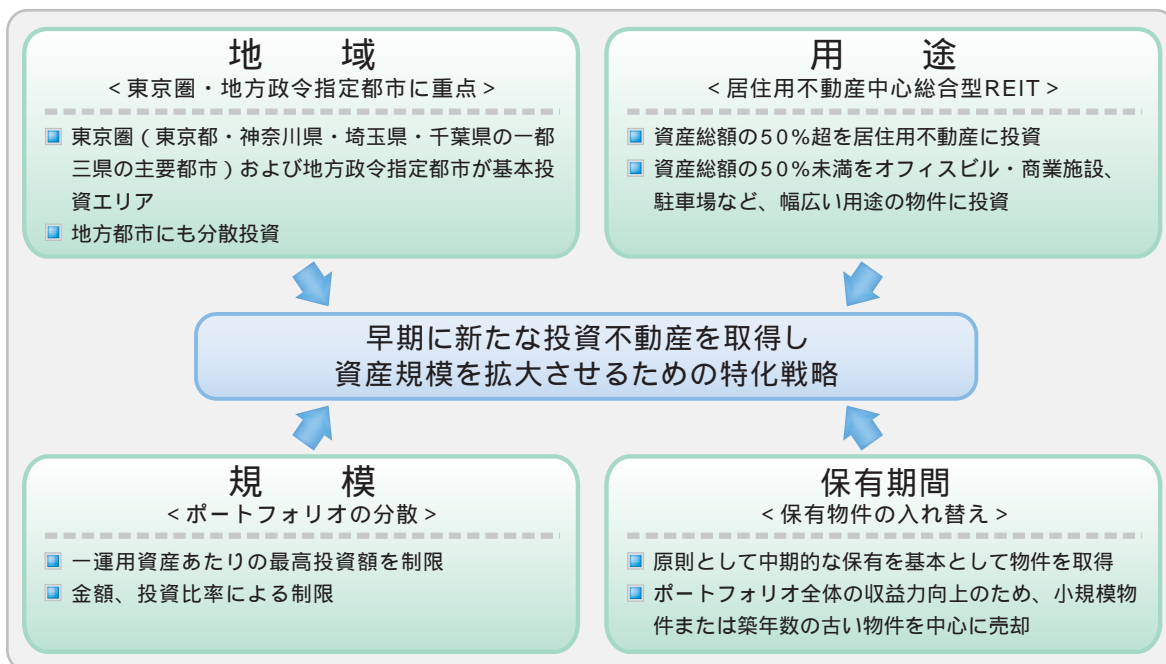 地　域
<東京圏・地方政令指定都市に重点>
東京圏(東京都・神奈川県・埼玉県・千葉県の一都
三県の主要都市)および地方政令指定都市が基本投
資エリア
地方都市にも分散投資
用　途
<居住用不動産中心総合型REIT>
資産総額の50%超を居住用不動産に投資
資産総額の50%未満をオフィスビル・商業施設、
駐車場など、幅広い用途の物件に投資
早期に新たな投資不動産を取得し
資産規模を拡大させるための特化戦略
規　模
<ポートフォリオの分散>
一運用資産あたりの最高投資額を制限
金額、投資比率による制限
保有期間
<保有物件の入れ替え>
原則として中期的な保有を基本として物件を取得
ポートフォリオ全体の収益力向上のため、小規模物
件または築年数の古い物件を中心に売却